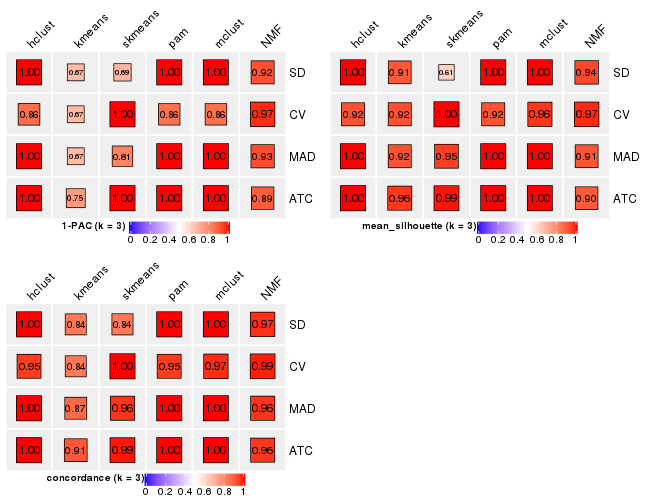 hclust kmeans skmeans pam mclust NMF
1.00 0.67 0.69 1.00 1.00 0.92 SD
0.86 0.67 1.00 0.86 0.86 0.97 CV
1.00 0.67 0.81 1.00 1.00 0.93 MAD
1.00 0.75 1.00 1.00 1.00 0.89 ATC
1-PAC (k = 3)
0 0.2 0.4 0.6 0.8 1
hclust kmeans skmeans pam mclust NMF
1.00 0.91 0.61 1.00 1.00 0.94 SD
0.92 0.92 1.00 0.92 0.96 0.97 CV
1.00 0.92 0.95 1.00 1.00 0.91 MAD
1.00 0.96 0.99 1.00 1.00 0.90 ATC
mean_silhouette (k = 3)
0 0.2 0.4 0.6 0.8 1
hclust kmeans skmeans pam mclust NMF
1.00 0.84 0.84 1.00 1.00 0.97 SD
0.95 0.84 1.00 0.95 0.97 0.99 CV
1.00 0.87 0.96 1.00 1.00 0.96 MAD
1.00 0.91 0.99 1.00 1.00 0.96 ATC
concordance (k = 3)
0 0.2 0.4 0.6 0.8 1